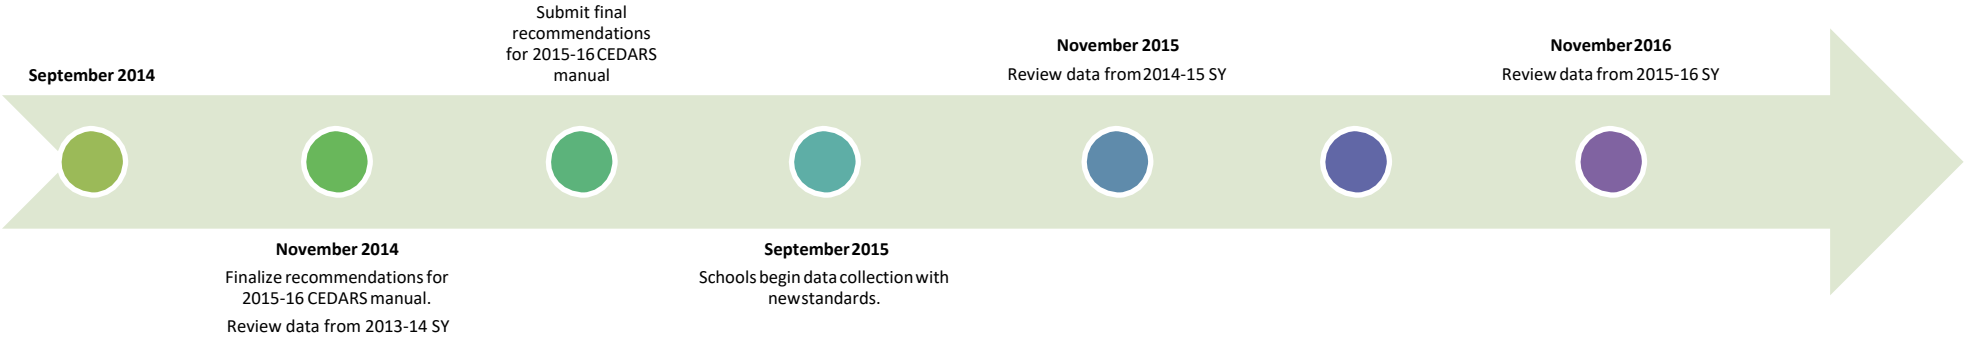 September 2014
November 2014
Finalize recommendations for
2015-16 CEDARS manual.
Review data from 2013-14 SY
Submit final
recommendations
for 2015-16 CEDARS
manual
September 2015
Schools begin data collection with
newstandards.
November 2015
Review data from 2014-15 SY
November 2016
Review data from 2015-16 SY